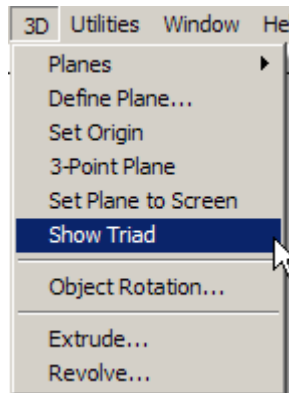 3D Utilities Window He
Planes
Define Plane...
Set Origin
3-Point Plane
Set Plane to Screen
Show Triad
Object Rotation...
Extrude...
Revolve...